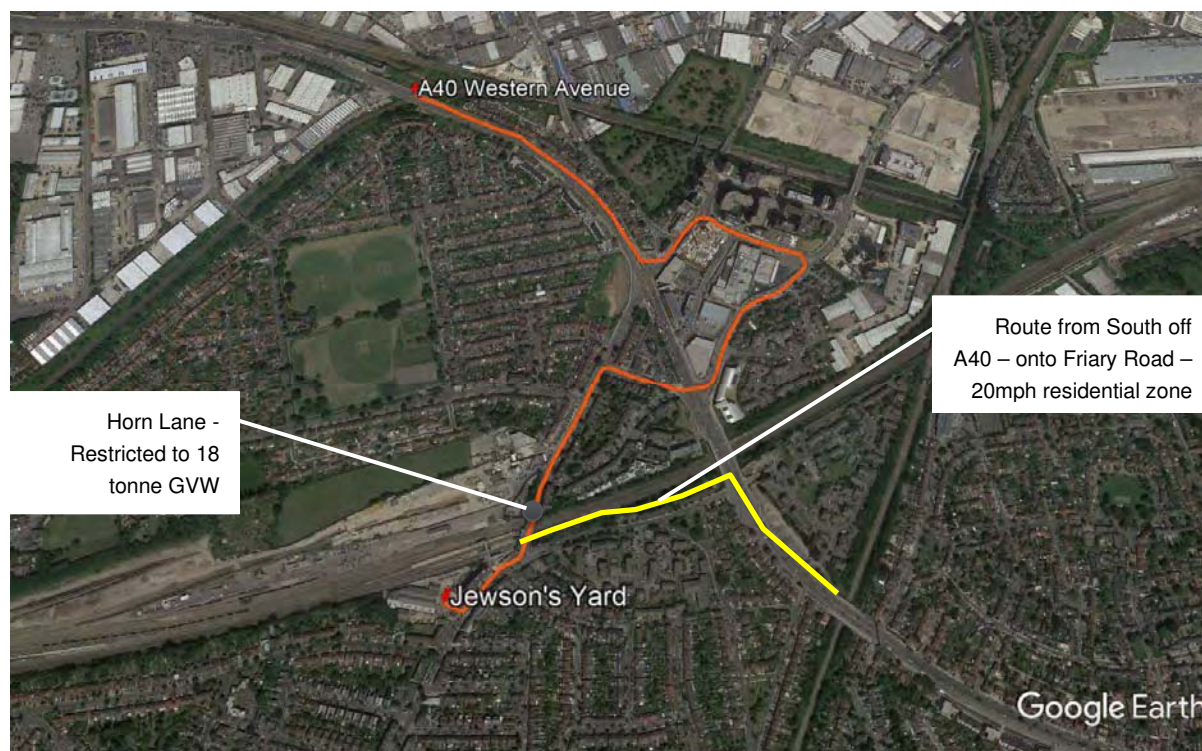 A40 Western Avenue
Route from South off
A40 – onto Friary Road –
20mph residential zone
Horn Lane -
Restricted to 18
tonne GVW
Jewson's Yard
Google Earth